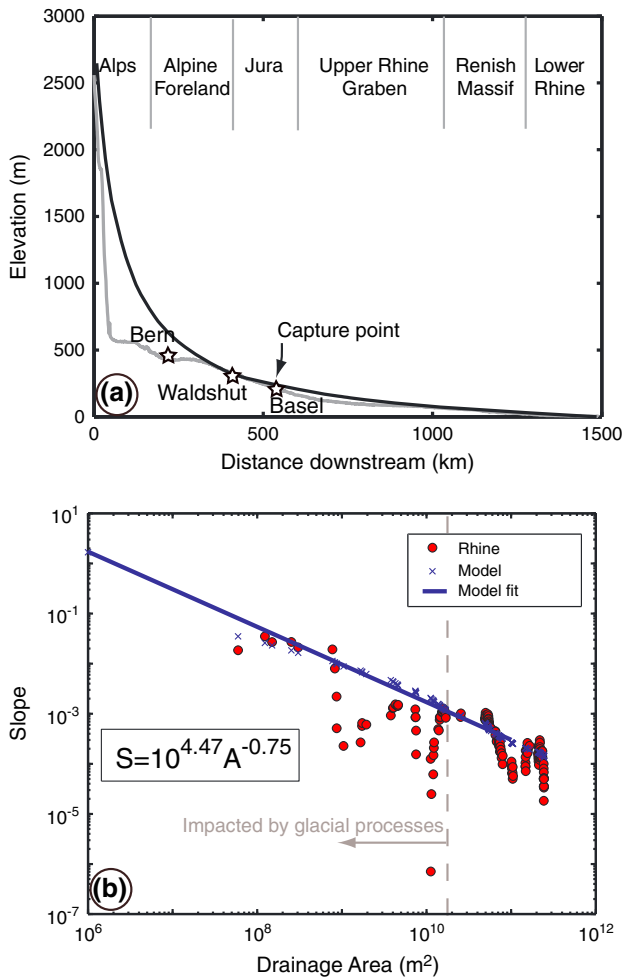 3000
2500
2000
1500
1000
500
0
Elevation (m)
Alps
Alpine
Foreland
Jura
Upper Rhine
Graben
Renish
Massif
Lower
Rhine
Bern
Capture point
Waldshut
Basel
(a)
0 500 1000 1500
Distance downstream (km)
10^1
10^-1
10^-3
10^-5
10^-7
Slope
Rhine
Model
Model fit
S=10^4.47A^-0.75
Impacted by glacial processes
(b)
10^6 10^8 10^10 10^12
Drainage Area (m²)